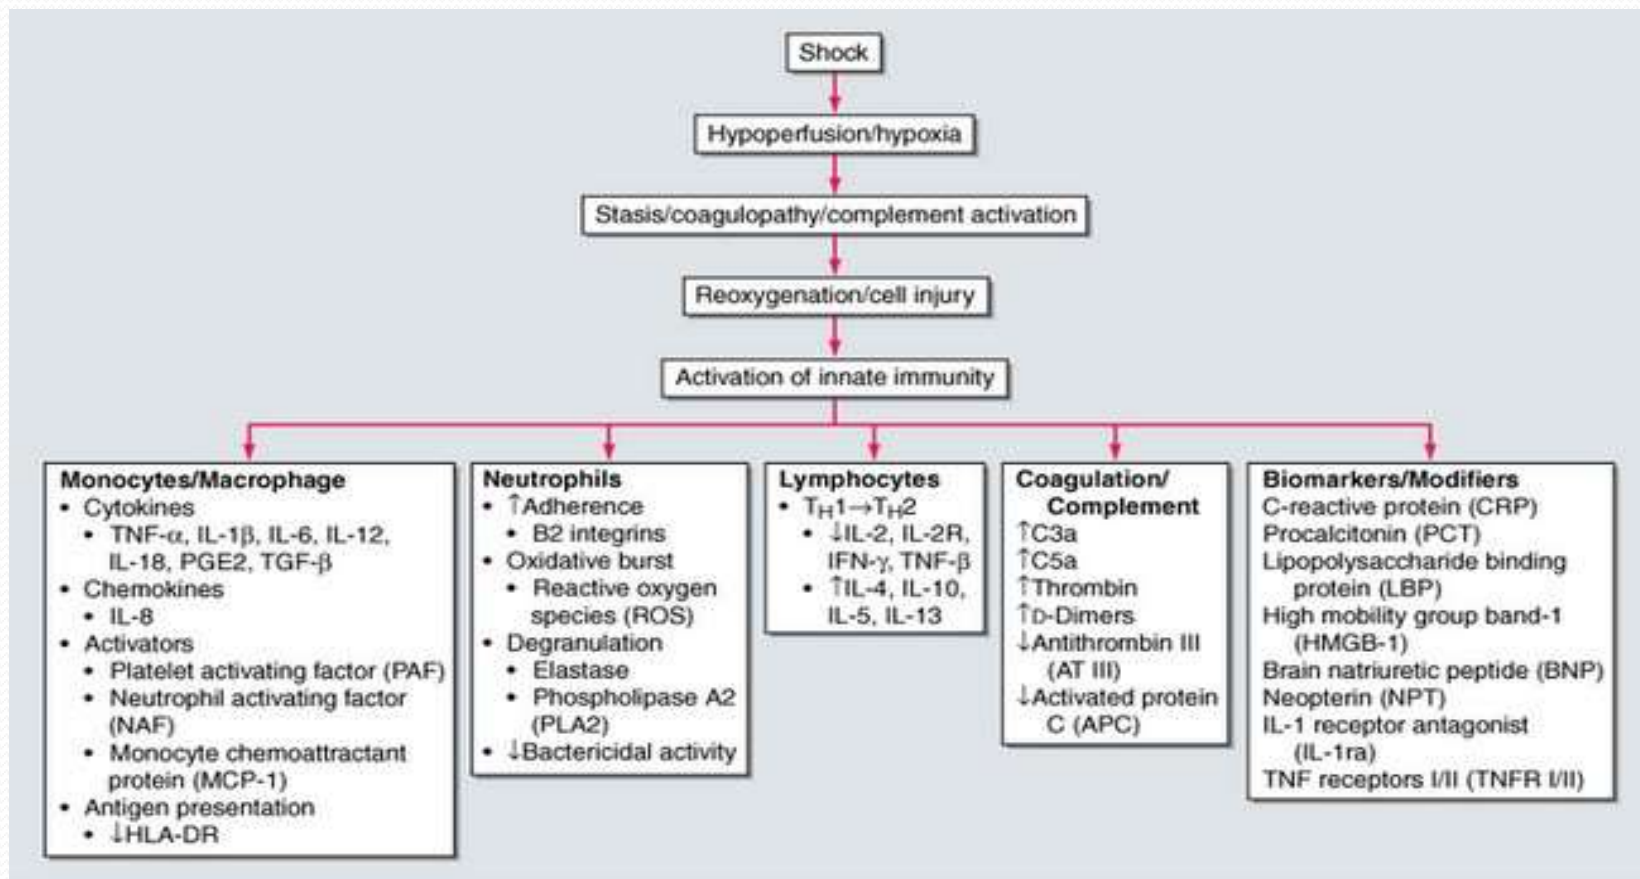 Shock
Hypoperfusion/hypoxia
Stasis/coagulopathy/complement activation
Reoxygenation/cell injury
Activation of innate immunity
Monocytes/Macrophage
• Cytokines
• TNF-α, IL-1β, IL-6, IL-12,
IL-18, PGE2, TGF-β
• Chemokines
• IL-8
• Activators
• Platelet activating factor (PAF)
• Neutrophil activating factor
(NAF)
• Monocyte chemoattractant
protein (MCP-1)
• Antigen presentation
• ↓HLA-DR
Neutrophils
• ↑Adherence
• B2 integrins
• Oxidative burst
• Reactive oxygen
species (ROS)
• Degranulation
• Elastase
• Phospholipase A2
(PLA2)
• ↓Bactericidal activity
Lymphocytes
• TH1→TH2
• ↓IL-2, IL-2R,
IFN-γ, TNF-β
• ↑IL-4, IL-10,
IL-5, IL-13
Coagulation/
Complement
↑C3a
↑C5a
↑Thrombin
↑D-Dimers
↓Antithrombin III
(AT III)
↓Activated protein
C (APC)
Biomarkers/Modifiers
C-reactive protein (CRP)
Procalcitonin (PCT)
Lipopolysaccharide binding
protein (LBP)
High mobility group band-1
(HMGB-1)
Brain natriuretic peptide (BNP)
Neopterin (NPT)
IL-1 receptor antagonist
(IL-1ra)
TNF receptors I/II (TNFR I/II)